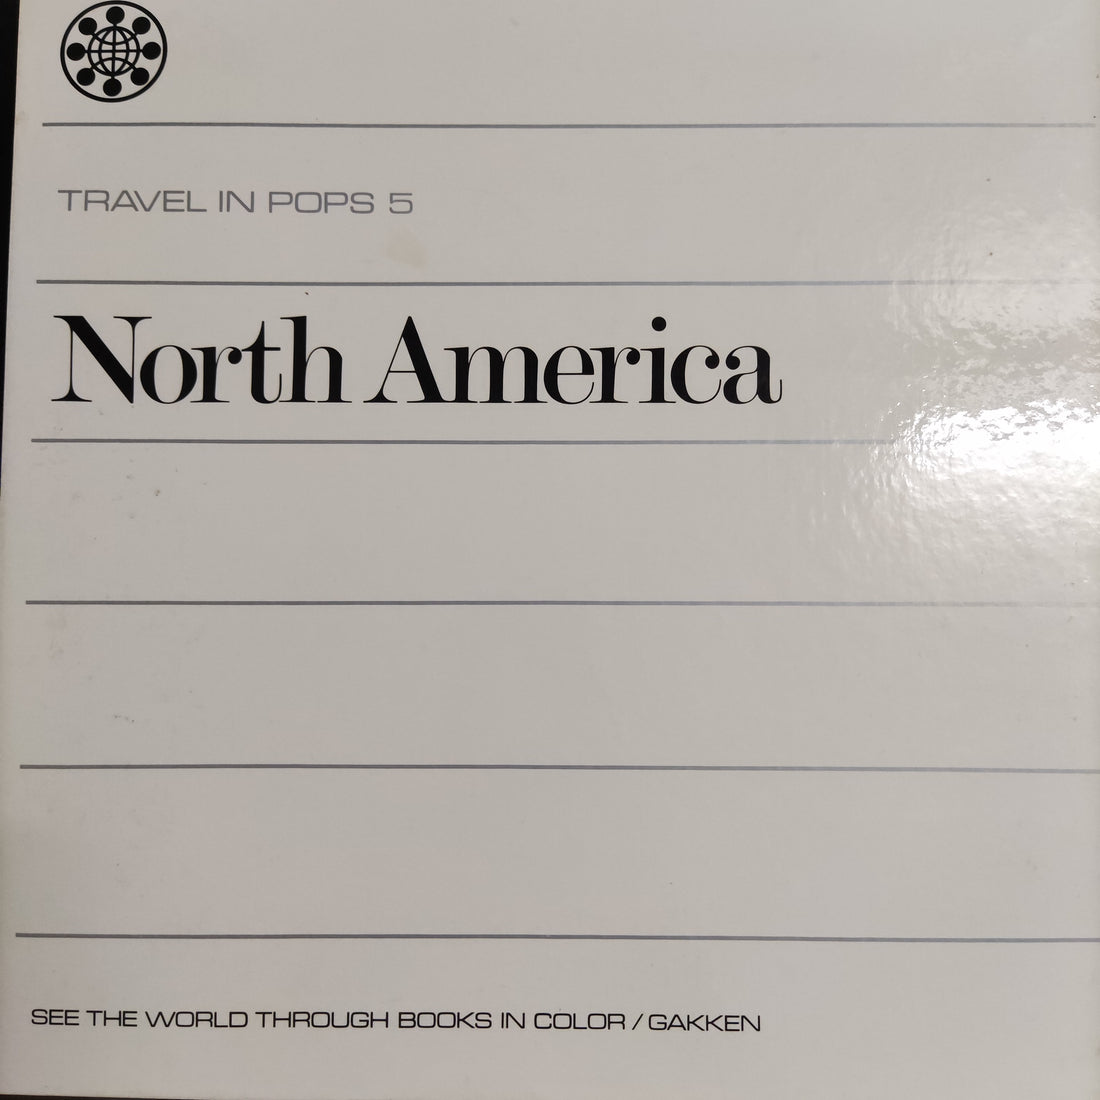 TRAVEL IN POPS 5
North America
SEE THE WORLD THROUGH BOOKS IN COLOR / GAKKEN